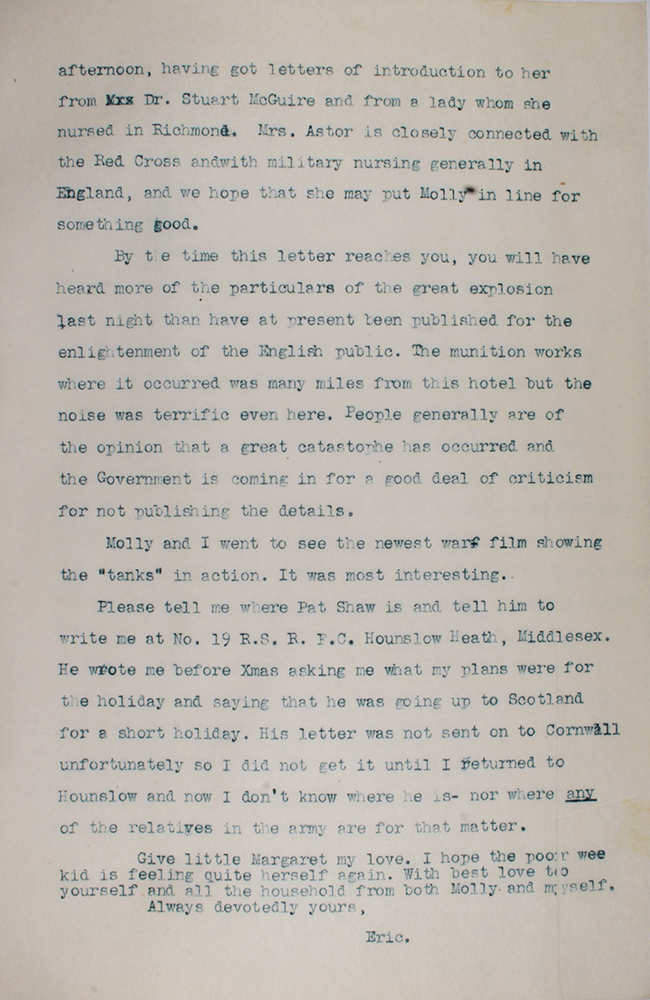 afternoon, having got letters of introduction to her
from Mrs Dr. Stuart McGuire and from a lady whom she
nursed in Richmond. Mrs. Astor is closely connected with
the Red Cross andwith military nursing generally in
England, and we hope that she may put Molly in line for
something good.
By the time this letter reaches you, you will have
heard more of the particulars of the great explosion
last night than have at present been published for the
enlightenment of the English public. The munition works
where it occurred was many miles from this hotel but the
noise was terrific even here. People generally are of
the opinion that a great catastophe has occurred and
the Government is coming in for a good deal of criticism
for not publishing the details.
Molly and I went to see the newest war film showing
the "tanks" in action. It was most interesting.
Please tell me where Pat Shaw is and tell him to
write me at No. 19 R.S. R. F.C. Hounslow Heath, Middlesex.
He wrote me before Xmas asking me what my plans were for
the holiday and saying that he was going up to Scotland
for a short holiday. His letter was not sent on to Cornwall
unfortunately so I did not get it until I returned to
Hounslow and now I don't know where he is- nor where any
of the relatives in the army are for that matter.
Give little Margaret my love. I hope the poor wee
kid is feeling quite herself again. With best love to
yourself and all the household from both Molly and myself.
Always devotedly yours,
Eric.